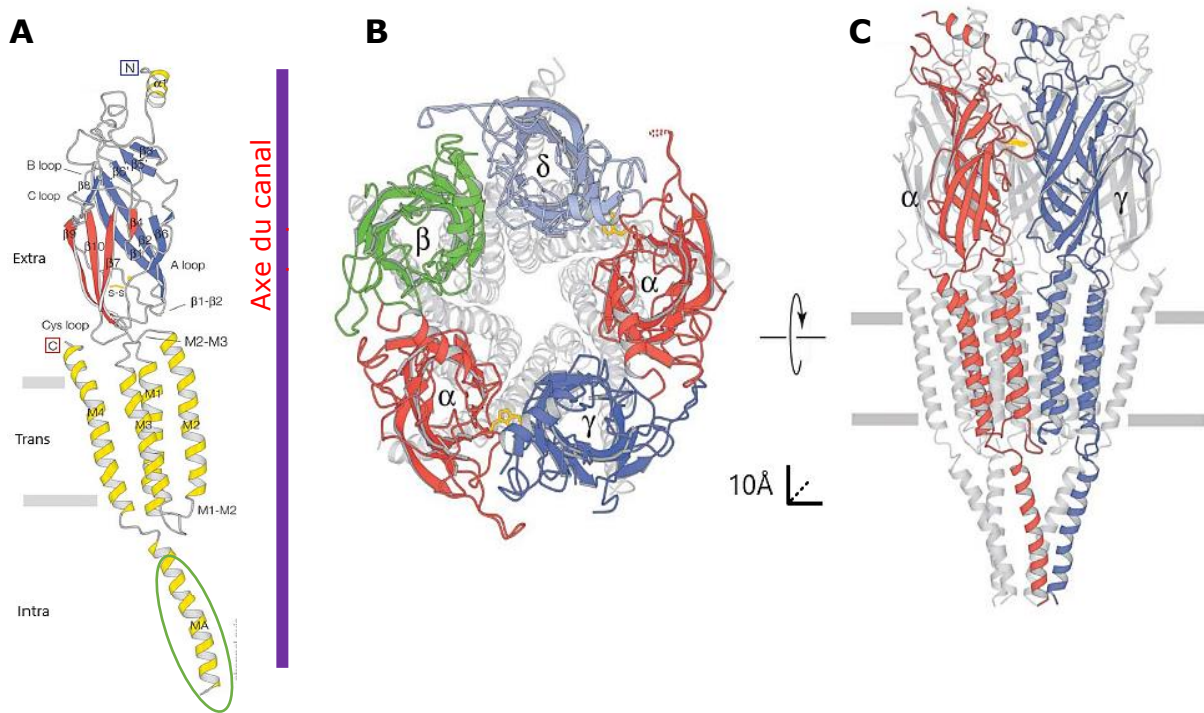 A
B
C
N
α1
β3
β5'
B loop
β6'
β8
C loop
β4
β9
β10
β2
β6
β7
β1
Extra
A loop
S-S
β1-β2
Cys loop
C
M2-M3
M1
M4
M3
M2
Trans
M1-M2
Intra
MA
Axe du canal
δ
β
α
α
γ
10Å
α
γ